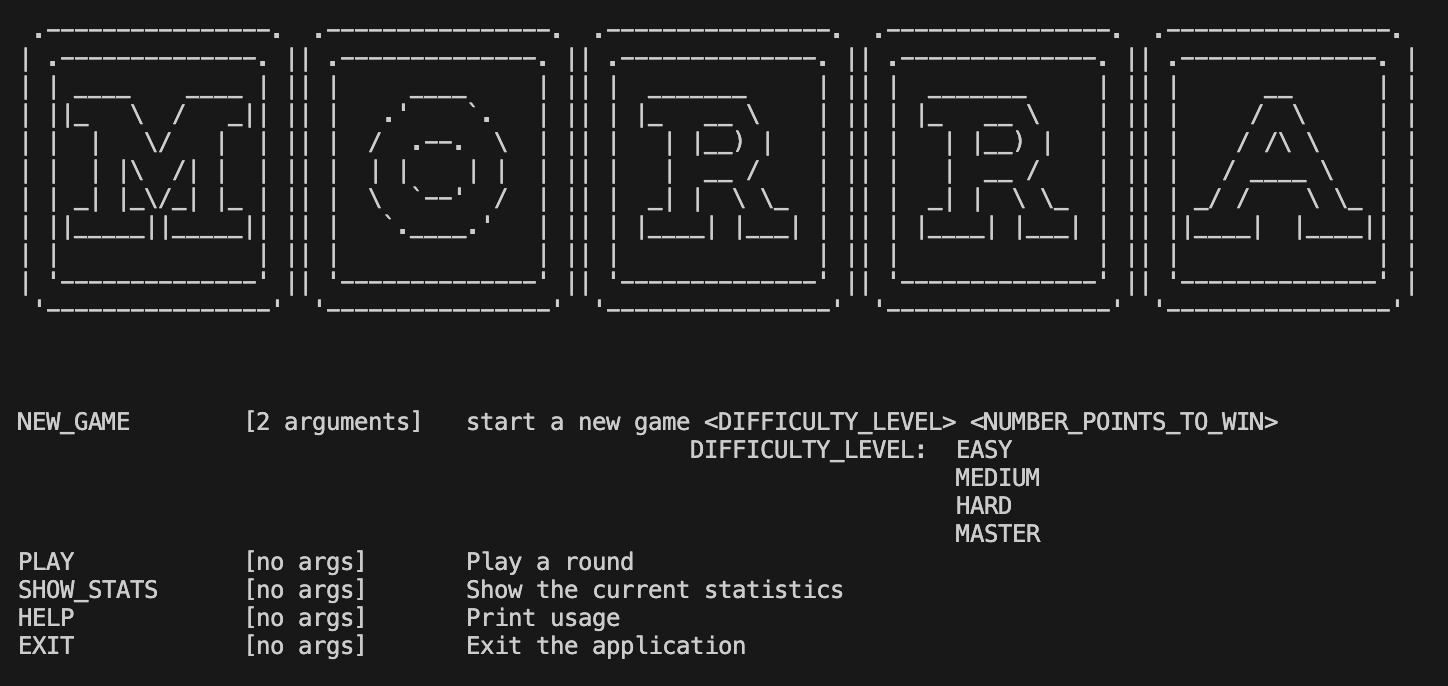 MORRA
NEW_GAME [2 arguments] start a new game <DIFFICULTY_LEVEL> <NUMBER_POINTS_TO_WIN>
DIFFICULTY_LEVEL: EASY
MEDIUM
HARD
MASTER
PLAY [no args] Play a round
SHOW_STATS [no args] Show the current statistics
HELP [no args] Print usage
EXIT [no args] Exit the application